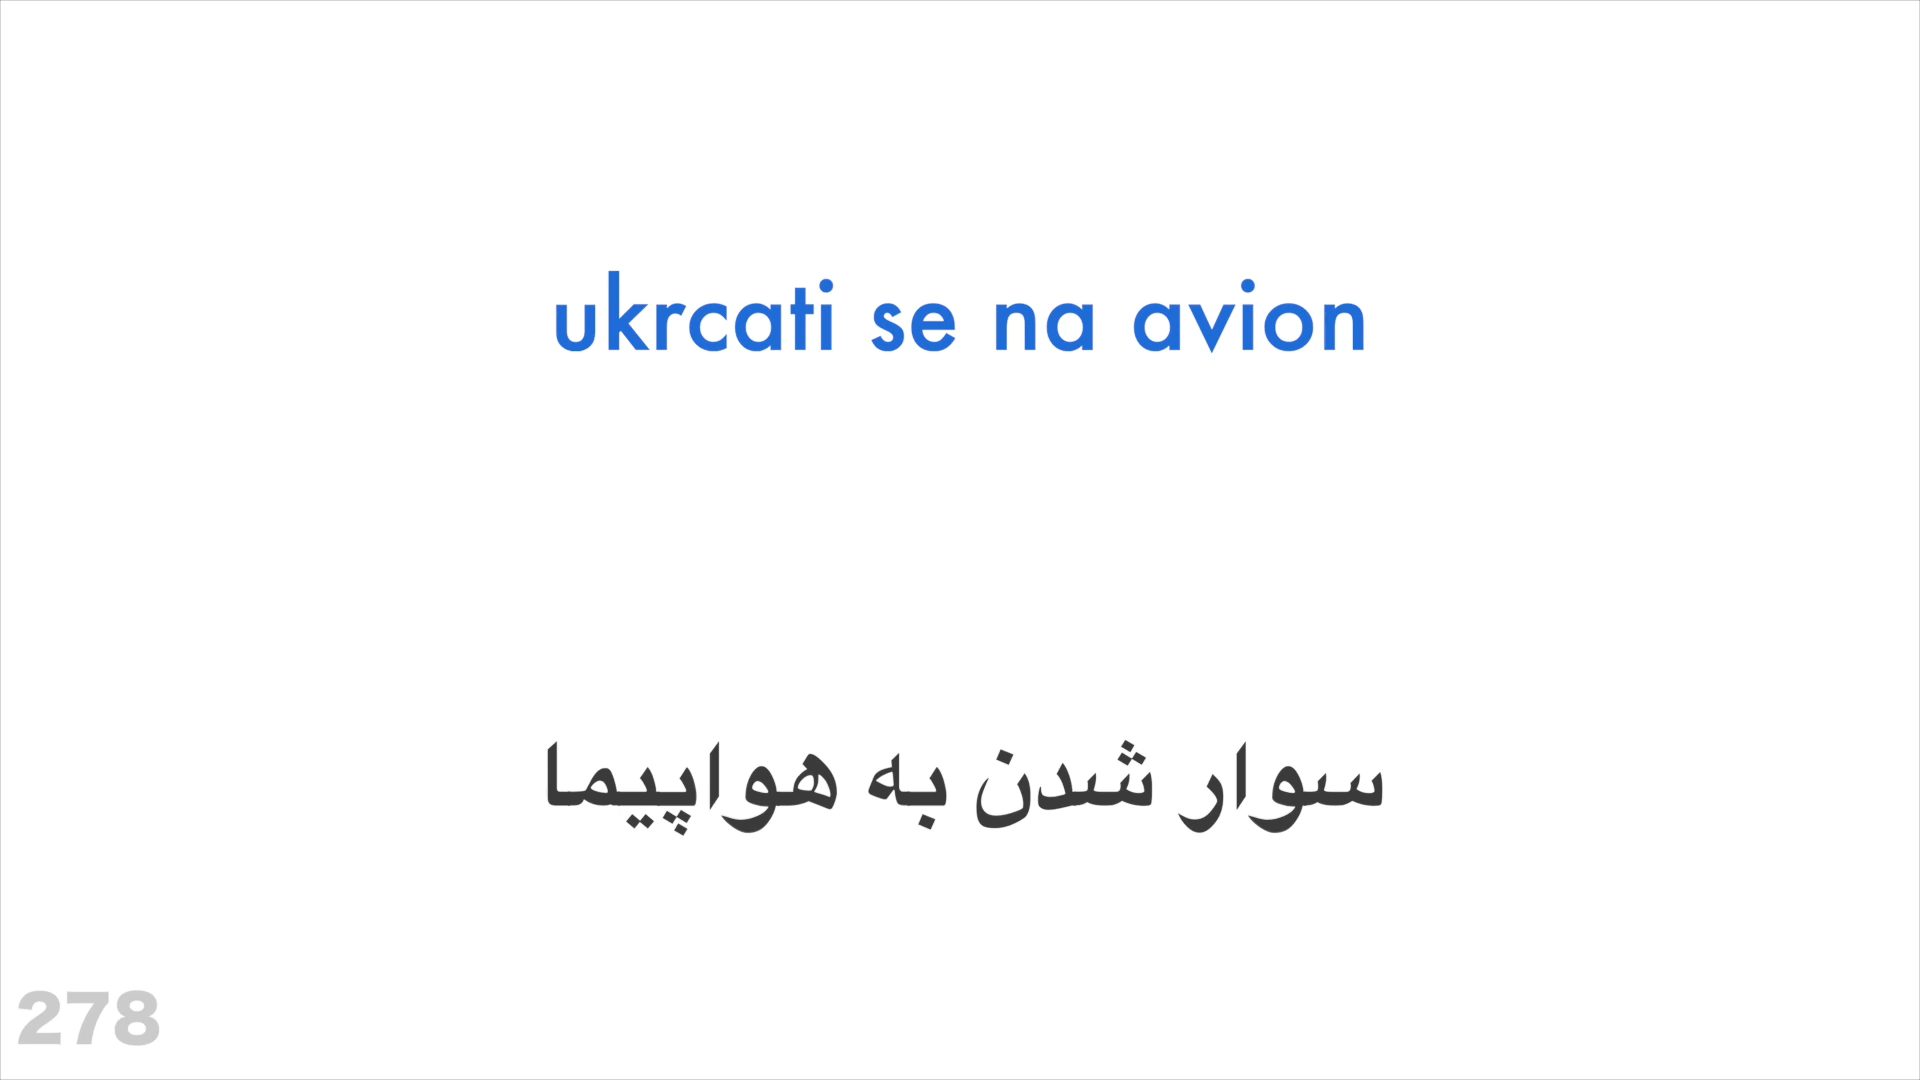 ukrcati se na avion
سوار شدن به هواپیما
278